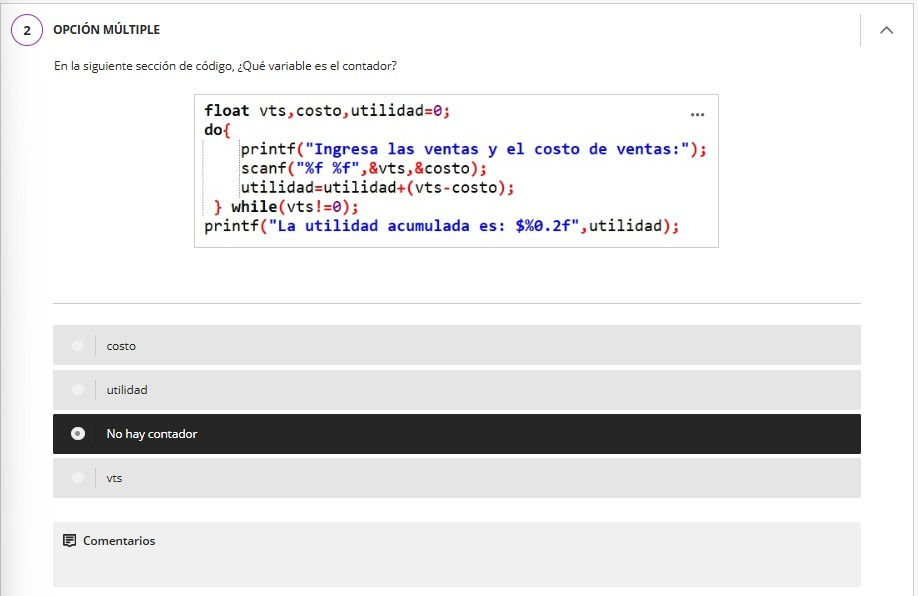 2 OPCIÓN MÚLTIPLE
En la siguiente sección de código, ¿Qué variable es el contador?
float vts,costo,utilidad=0;
...
do{
printf("Ingresa las ventas y el costo de ventas:");
scanf("%f %f",&vts,&costo);
utilidad=utilidad+(vts-costo);
} while(vts!=0);
printf("La utilidad acumulada es: $%0.2f",utilidad);
costo
utilidad
No hay contador
vts
Comentarios